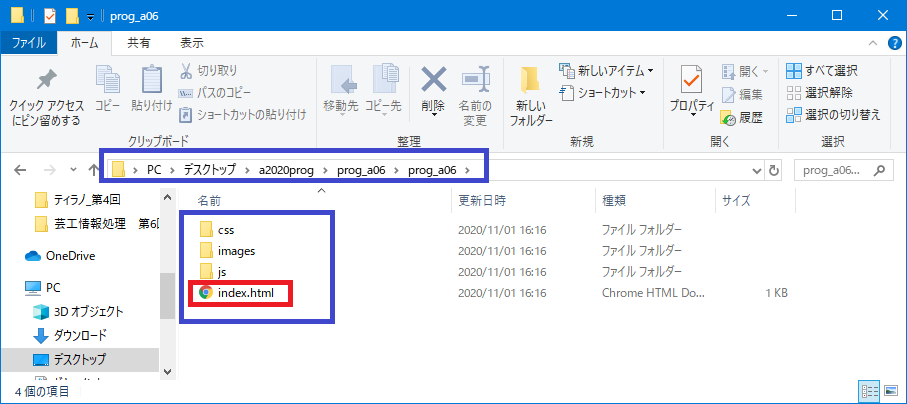 prog_a06
ファイル ホーム 共有 表示
クイック アクセスにピン留めする
コピー
貼り付け
切り取り
パスのコピー
ショートカットの貼り付け
クリップボード
移動先
コピー先
削除
名前の変更
整理
新しいフォルダー
新しいアイテム
ショートカット
新規
プロパティ
開く
編集
履歴
開く
すべて選択
選択解除
選択の切り替え
選択
PC デスクトップ a2020prog prog_a06 prog_a06
prog_a06...
ティラノ_第4回
芸工情報処理 第6回
OneDrive
PC
3D オブジェクト
ダウンロード
デスクトップ
名前 更新日時 種類 サイズ
css 2020/11/01 16:16 ファイル フォルダー
images 2020/11/01 16:16 ファイル フォルダー
js 2020/11/01 16:16 ファイル フォルダー
index.html 2020/11/01 16:16 Chrome HTML Do... 1 KB
4 個の項目